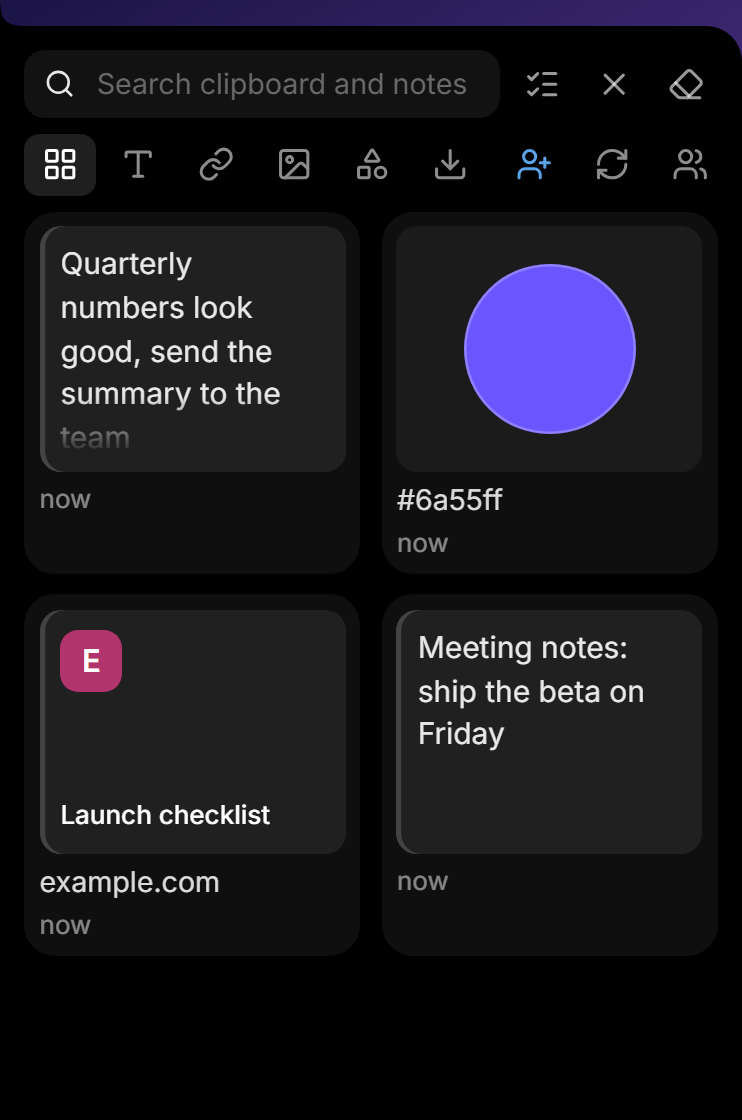 Search clipboard and notes
Quarterly
numbers look
good, send the
summary to the
team
now
#6a55ff
now
E
Launch checklist
example.com
now
Meeting notes:
ship the beta on
Friday
now